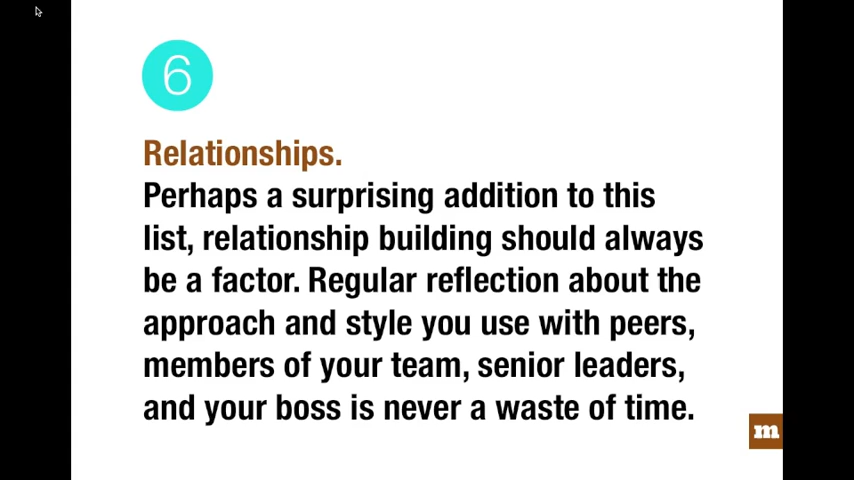 6
Relationships.
Perhaps a surprising addition to this
list, relationship building should always
be a factor. Regular reflection about the
approach and style you use with peers,
members of your team, senior leaders,
and your boss is never a waste of time.
m